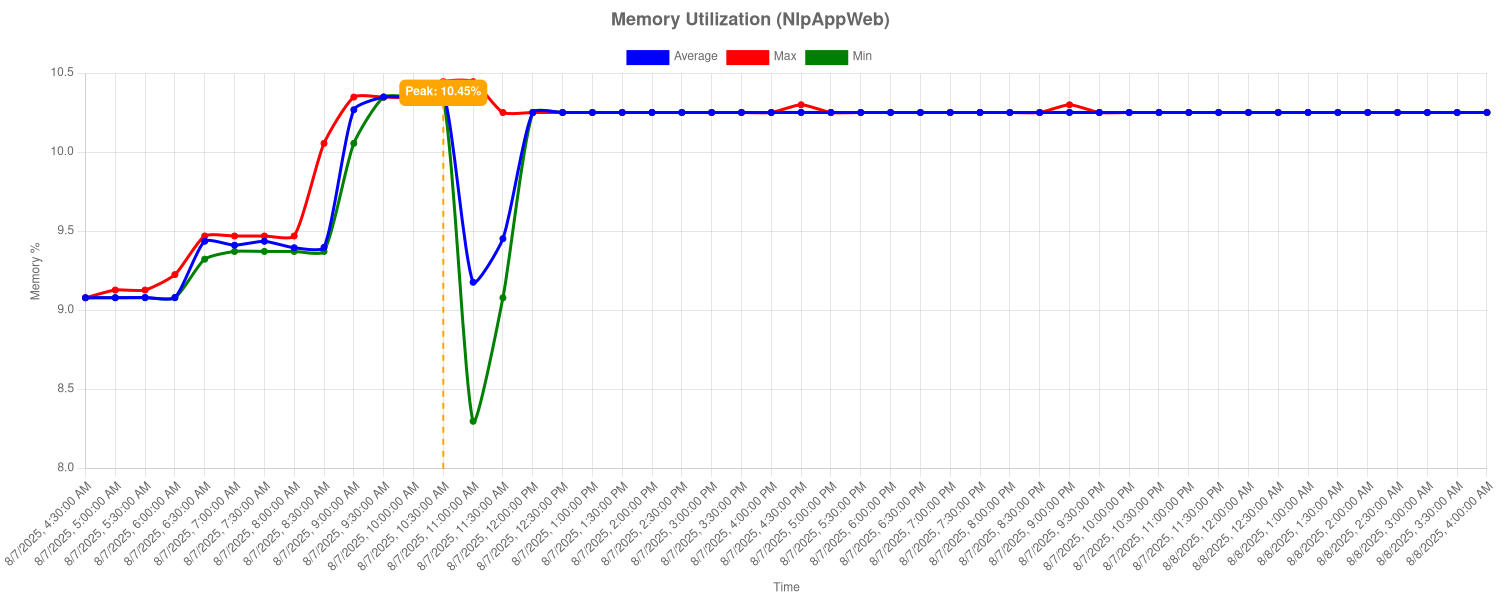 Memory Utilization (NlpAppWeb)
Average Max Min
Peak: 10.45%
10.5
10.0
9.5
9.0
8.5
8.0
Memory %
8/7/2025, 4:30:00 AM
8/7/2025, 5:00:00 AM
8/7/2025, 5:30:00 AM
8/7/2025, 6:00:00 AM
8/7/2025, 6:30:00 AM
8/7/2025, 7:00:00 AM
8/7/2025, 7:30:00 AM
8/7/2025, 8:00:00 AM
8/7/2025, 8:30:00 AM
8/7/2025, 9:00:00 AM
8/7/2025, 9:30:00 AM
8/7/2025, 10:00:00 AM
8/7/2025, 10:30:00 AM
8/7/2025, 11:00:00 AM
8/7/2025, 11:30:00 AM
8/7/2025, 12:00:00 PM
8/7/2025, 12:30:00 PM
8/7/2025, 1:00:00 PM
8/7/2025, 1:30:00 PM
8/7/2025, 2:00:00 PM
8/7/2025, 2:30:00 PM
8/7/2025, 3:00:00 PM
8/7/2025, 3:30:00 PM
8/7/2025, 4:00:00 PM
8/7/2025, 4:30:00 PM
8/7/2025, 5:00:00 PM
8/7/2025, 5:30:00 PM
8/7/2025, 6:00:00 PM
8/7/2025, 6:30:00 PM
8/7/2025, 7:00:00 PM
8/7/2025, 7:30:00 PM
8/7/2025, 8:00:00 PM
8/7/2025, 8:30:00 PM
8/7/2025, 9:00:00 PM
8/7/2025, 9:30:00 PM
8/7/2025, 10:00:00 PM
8/7/2025, 10:30:00 PM
8/7/2025, 11:00:00 PM
8/7/2025, 11:30:00 PM
8/8/2025, 12:00:00 AM
8/8/2025, 12:30:00 AM
8/8/2025, 1:00:00 AM
8/8/2025, 1:30:00 AM
8/8/2025, 2:00:00 AM
8/8/2025, 2:30:00 AM
8/8/2025, 3:00:00 AM
8/8/2025, 3:30:00 AM
8/8/2025, 4:00:00 AM
Time